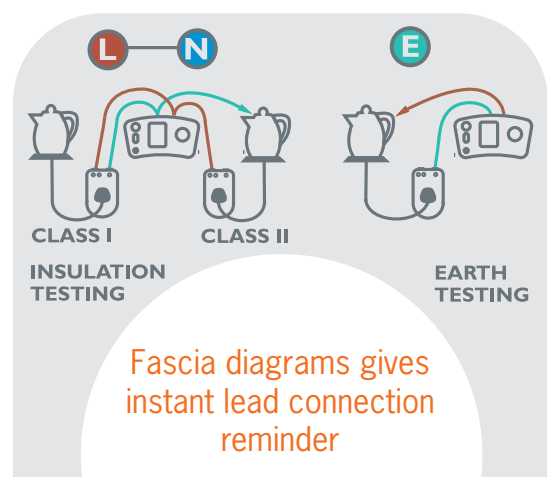 L N E
CLASS I CLASS II
INSULATION
TESTING
EARTH
TESTING
Fascia diagrams gives
instant lead connection
reminder